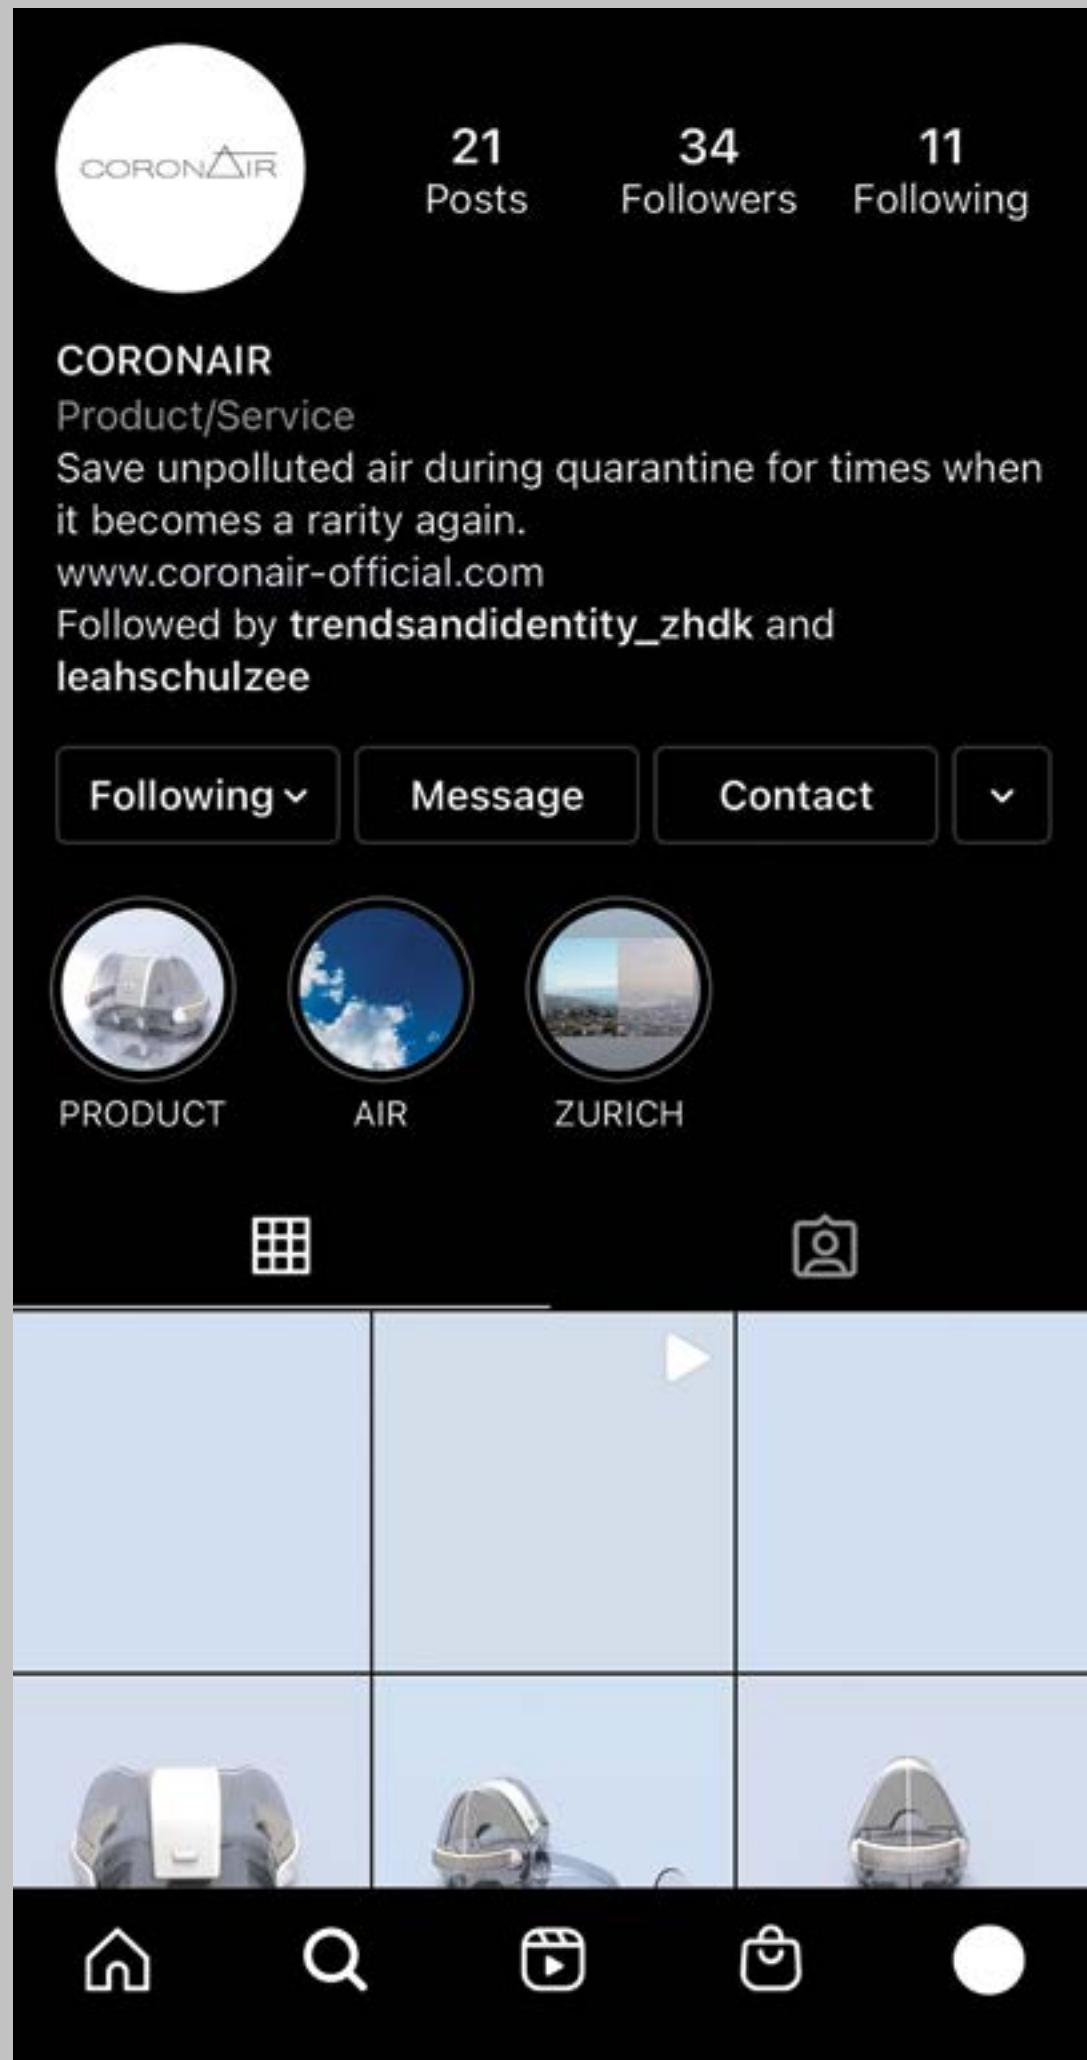 CORONAIR
21
34
11
Posts
Followers
Following
CORONAIR
Product/Service
Save unpolluted air during quarantine for times when
it becomes a rarity again.
www.coronair-official.com
Followed by trendsandidentity_zhdk and
leahschulzee
Following
Message
Contact
PRODUCT
AIR
ZURICH